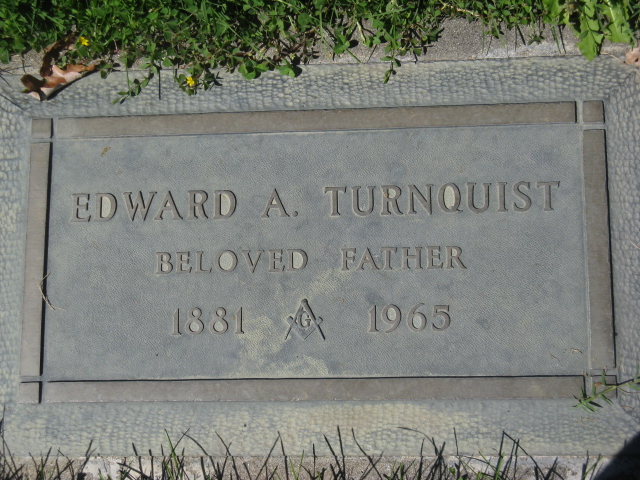 EDWARD A. TURNQUIST
BELOVED FATHER
1881 G 1965